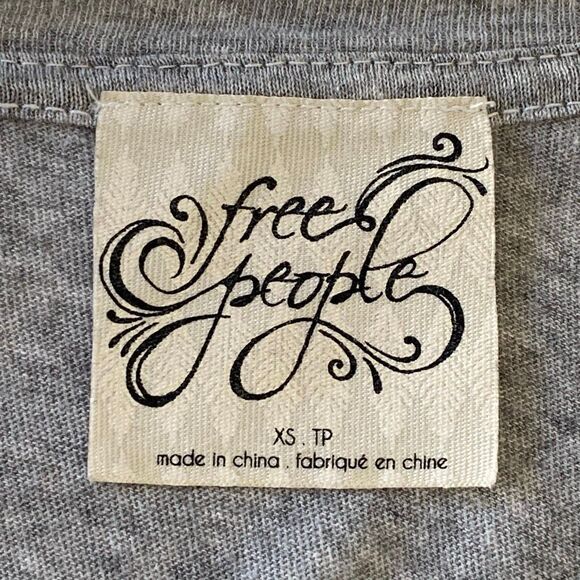 free
people
XS . TP
made in china . fabriqué en chine